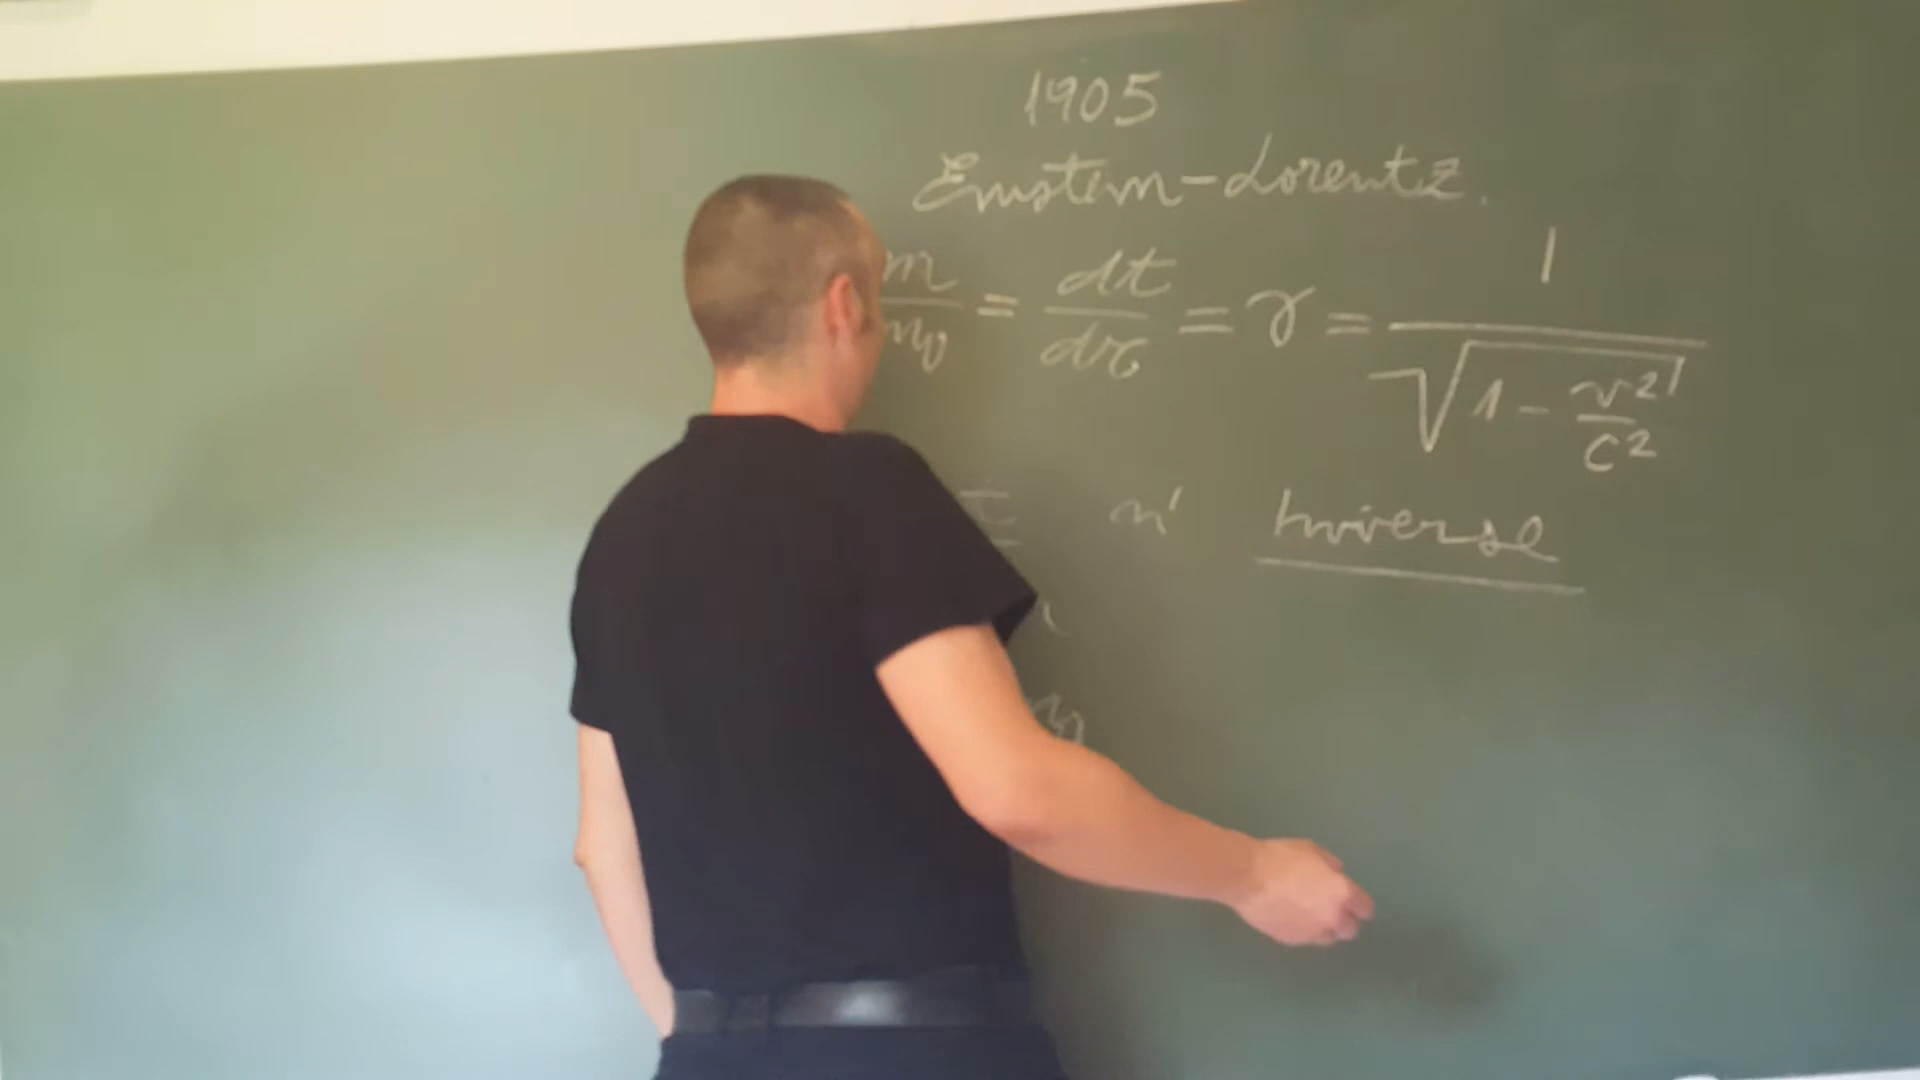 1905
Einstein-Lorentz.
m/m₀ = dt/dτ = γ = 1/√(1 - v²/c²)
Inverse